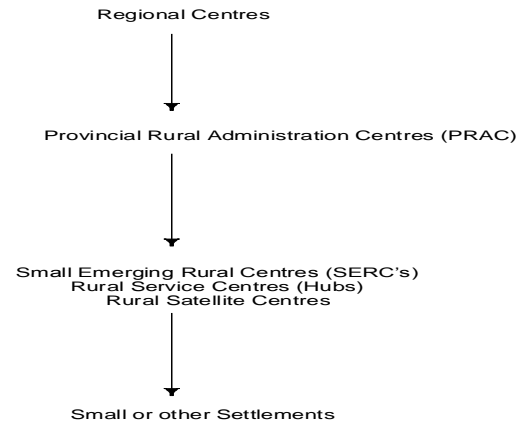 Regional Centres
Provincial Rural Administration Centres (PRAC)
Small Emerging Rural Centres (SERC's)
Rural Service Centres (Hubs)
Rural Satellite Centres
Small or other Settlements